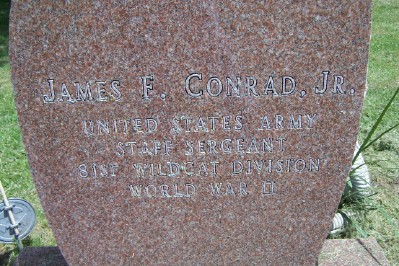 JAMES F. CONRAD, JR.
UNITED STATES ARMY
STAFF SERGEANT
81ST WILDCAT DIVISION
WORLD WAR II